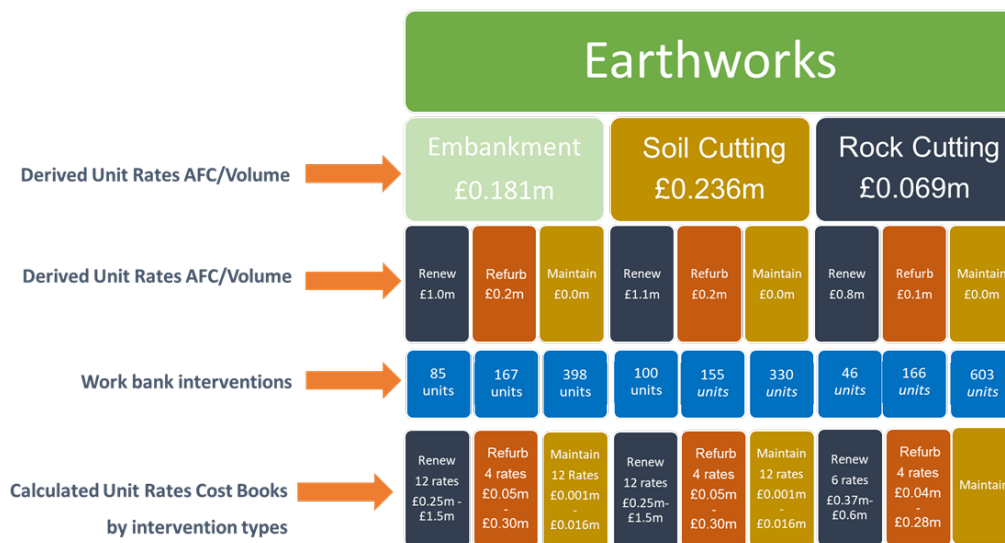 Earthworks
Derived Unit Rates AFC/Volume
Embankment
£0.181m
Soil Cutting
£0.236m
Rock Cutting
£0.069m
Derived Unit Rates AFC/Volume
Renew
£1.0m
Refurb
£0.2m
Maintain
£0.0m
Renew
£1.1m
Refurb
£0.2m
Maintain
£0.0m
Renew
£0.8m
Refurb
£0.1m
Maintain
£0.0m
Work bank interventions
85
units
167
units
398
units
100
units
155
units
330
units
46
units
166
units
603
units
Calculated Unit Rates Cost Books
by intervention types
Renew
12 rates
£0.25m-
£1.5m
Refurb
4 rates
£0.05m
-
£0.30m
Maintain
12 Rates
£0.001m
-
£0.016m
Renew
12 rates
£0.25m-
£1.5m
Refurb
4 rates
£0.05m
-
£0.30m
Maintain
12 rates
£0.001m
-
£0.016m
Renew
6 rates
£0.37m-
£0.6m
Refurb
4 rates
£0.04m
-
£0.28m
Maintain